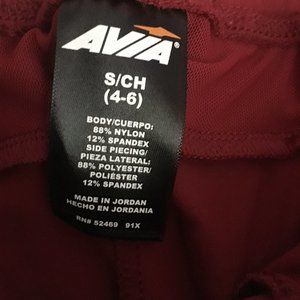 AVIA
S/CH
(4-6)
BODY/CUERPO:
88% NYLON
12% SPANDEX
SIDE PIECING/
PIEZA LATERAL:
88% POLYESTER/
POLIÉSTER
12% SPANDEX
MADE IN JORDAN
HECHO EN JORDANIA
RN# 52469 91X